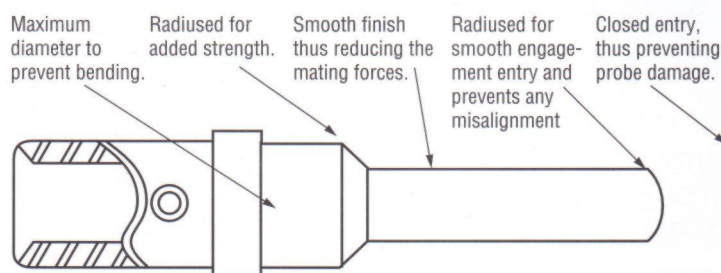 Maximum
diameter to
prevent bending.
Radiused for
added strength.
Smooth finish
thus reducing the
mating forces.
Radiused for
smooth engage-
ment entry and
prevents any
misalignment
Closed entry,
thus preventing
probe damage.